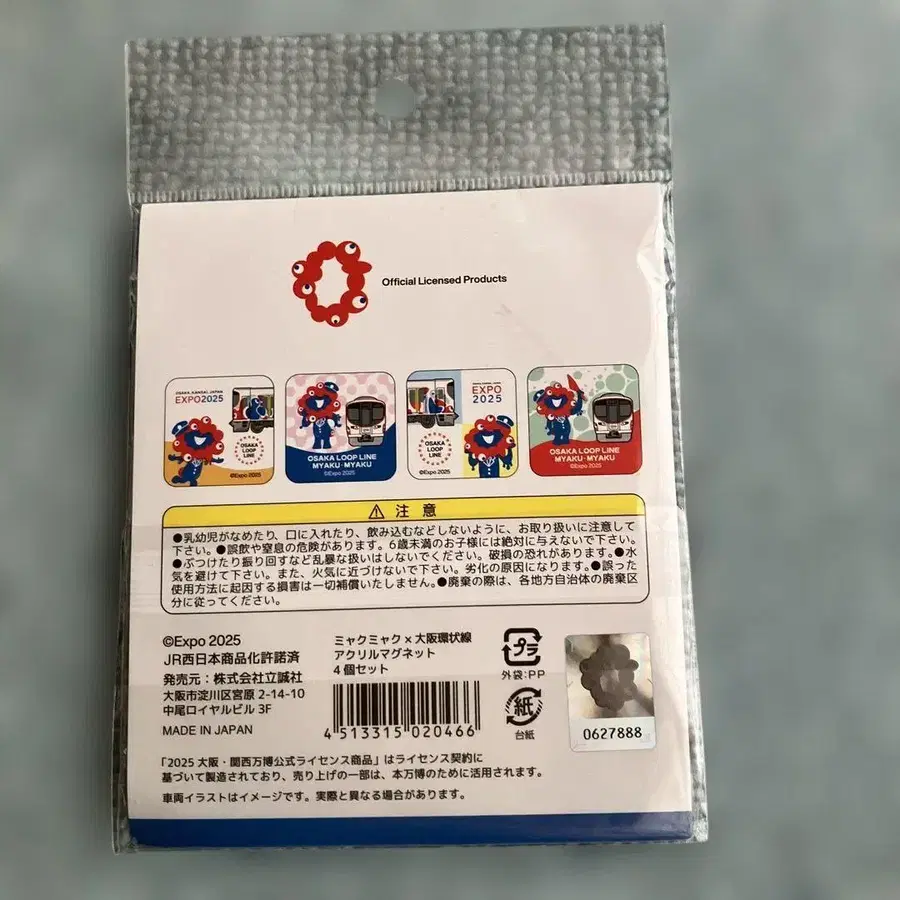 Official Licensed Products
OSAKA, KANSAI, JAPAN
EXPO2025
OSAKA
LOOP
LINE
©Expo 2025
OSAKA LOOP LINE
MYAKU-MYAKU
©Expo 2025
OSAKA, KANSAI, JAPAN
EXPO
2025
OSAKA
LOOP
LINE
©Expo 2025
OSAKA LOOP LINE
MYAKU-MYAKU
©Expo 2025
注 意
●乳幼児がなめたり、口に入れたり、飲み込むなどしないように、お取り扱いに注意して
下さい。●誤飲や窒息の危険があります。6歳未満のお子様には絶対に与えないで下さい。
●ぶつけたり振り回すなど乱暴な扱いはしないでください。破損の恐れがあります。●水
気を避けて下さい。また、火気に近づけないで下さい。劣化の原因になります。●誤った
使用方法に起因する損害は一切補償いたしません。●廃棄の際は、各地方自治体の廃棄区
分に従ってください。
©Expo 2025
JR西日本商品化許諾済
発売元：株式会社立誠社
大阪市淀川区宮原 2-14-10
中尾ロイヤルビル 3F
MADE IN JAPAN
ミャクミャク×大阪環状線
アクリルマグネット
4個セット
4 513315 020466
プラ
外袋:PP
紙
台紙
0627888
「2025 大阪・関西万博公式ライセンス商品」はライセンス契約に
基づいて製造されており、売り上げの一部は、本万博のために活用されます。
車両イラストはイメージです。実際と異なる場合があります。